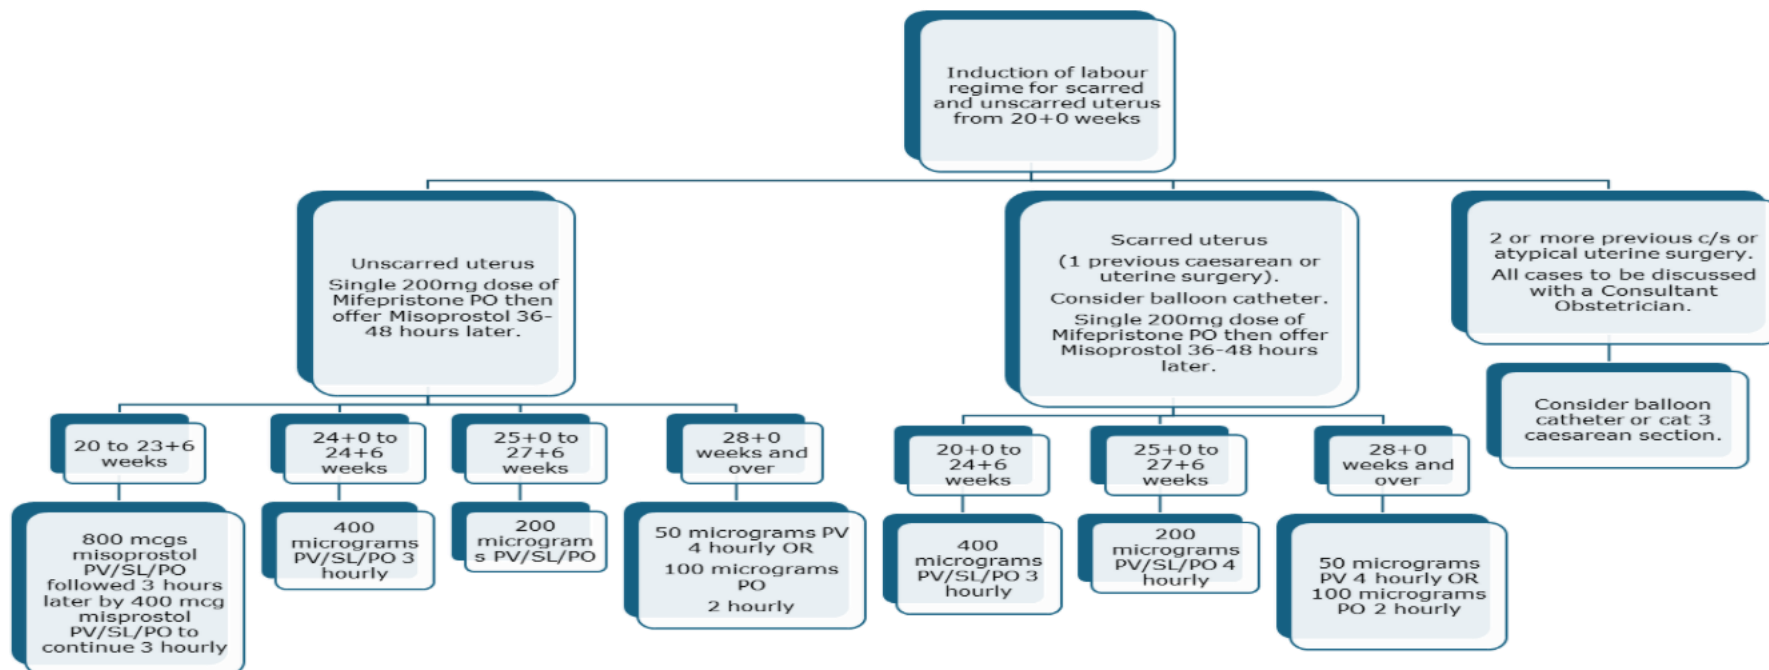 Induction of labour
regime for scarred
and unscarred uterus
from 20+0 weeks
Unscarred uterus
Single 200mg dose of
Mifepristone PO then
offer Misoprostol 36-
48 hours later.
Scarred uterus
(1 previous caesarean or
uterine surgery).
Consider balloon catheter.
Single 200mg dose of
Mifepristone PO then offer
Misoprostol 36-48 hours
later.
2 or more previous c/s or
atypical uterine surgery.
All cases to be discussed
with a Consultant
Obstetrician.
Consider balloon
catheter or cat 3
caesarean section.
20 to 23+6
weeks
24+0 to
24+6
weeks
25+0 to
27+6
weeks
28+0
weeks and
over
20+0 to
24+6
weeks
25+0 to
27+6
weeks
28+0
weeks and
over
800 mcgs
misoprostol
PV/SL/PO
followed 3 hours
later by 400 mcg
misprostol
PV/SL/PO to
continue 3 hourly
400
micrograms
PV/SL/PO 3
hourly
200
microgram
s PV/SL/PO
50 micrograms PV
4 hourly OR
100 micrograms
PO
2 hourly
400
micrograms
PV/SL/PO 3
hourly
200
micrograms
PV/SL/PO 4
hourly
50 micrograms
PV 4 hourly OR
100 micrograms
PO 2 hourly